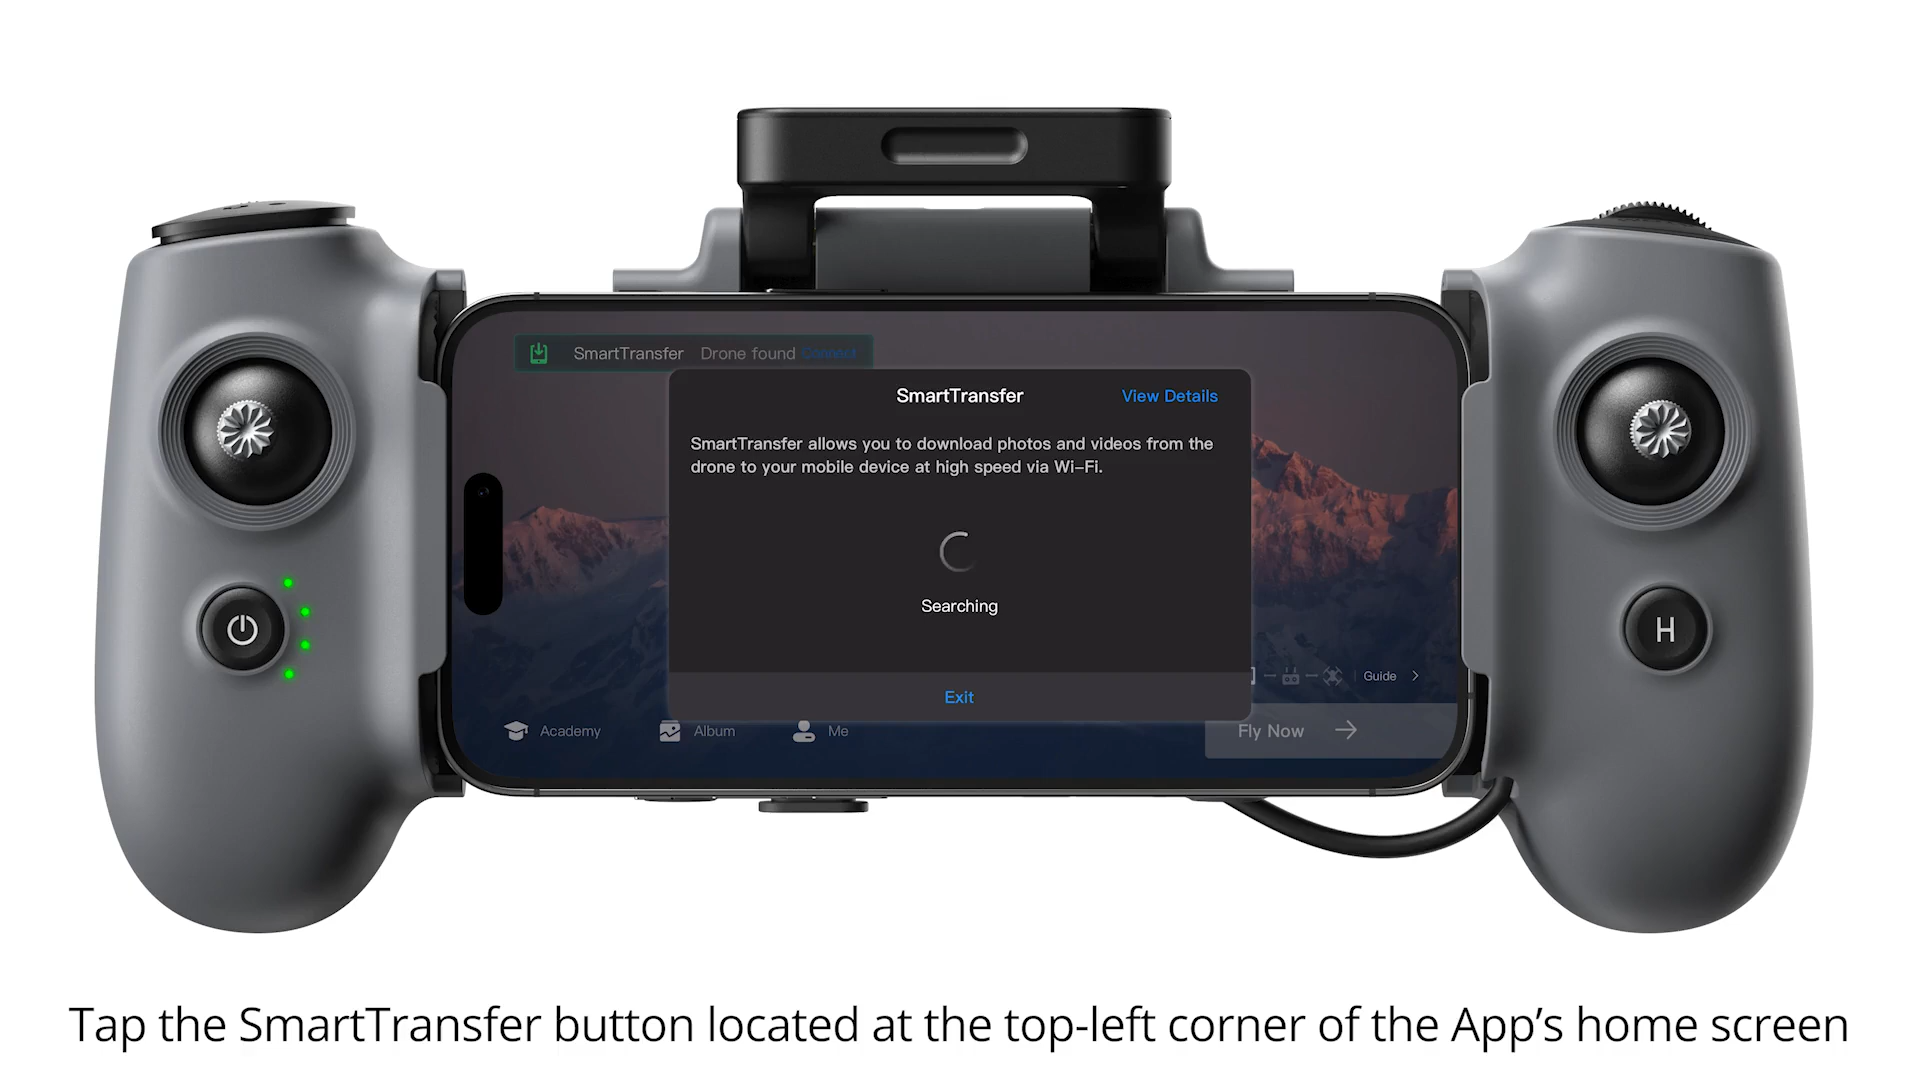 SmartTransfer Drone found Connect
SmartTransfer
View Details
SmartTransfer allows you to download photos and videos from the
drone to your mobile device at high speed via Wi-Fi.
Searching
H
Guide
Exit
Academy
Album
Me
Fly Now
Tap the SmartTransfer button located at the top-left corner of the App’s home screen